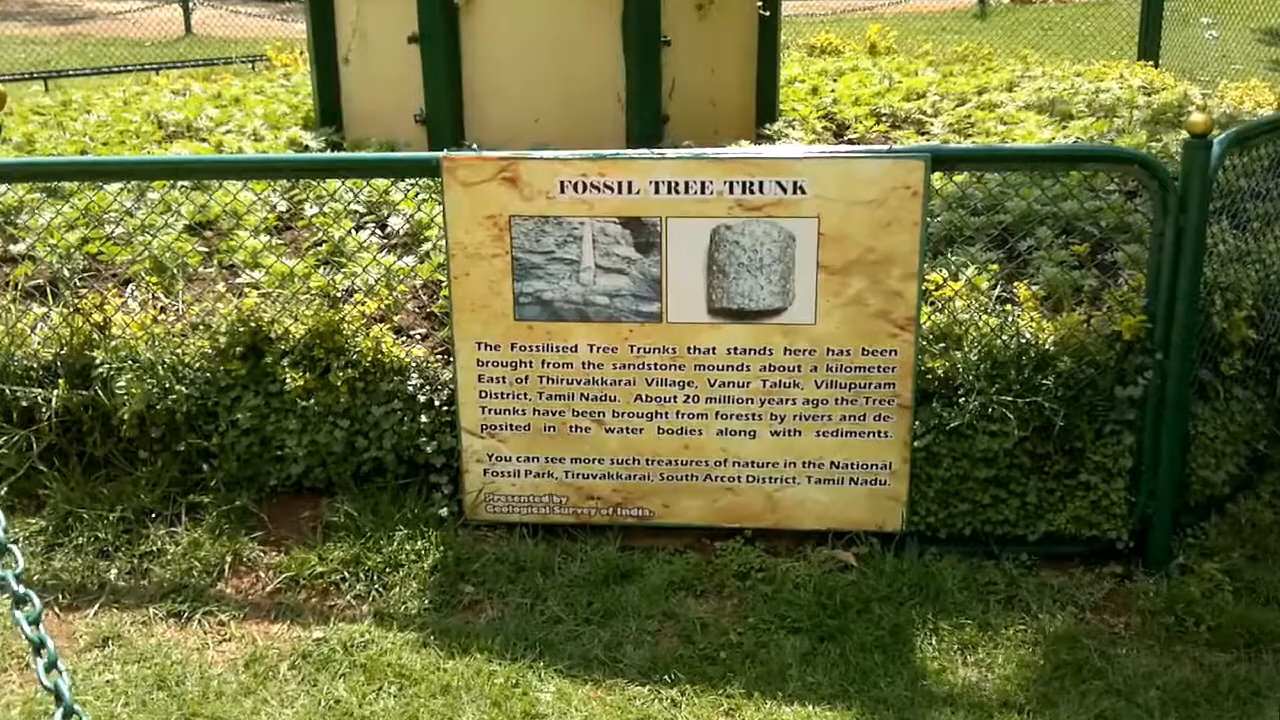 FOSSIL TREE TRUNK
The Fossilised Tree Trunks that stands here has been
brought from the sandstone mounds about a kilometer
East of Thiruvakkarai Village, Vanur Taluk, Villupuram
District, Tamil Nadu. About 20 million years ago the Tree
Trunks have been brought from forests by rivers and de-
posited in the water bodies along with sediments.
You can see more such treasures of nature in the National
Fossil Park, Tiruvakkarai, South Arcot District, Tamil Nadu.
Presented by
Geological Survey of India.